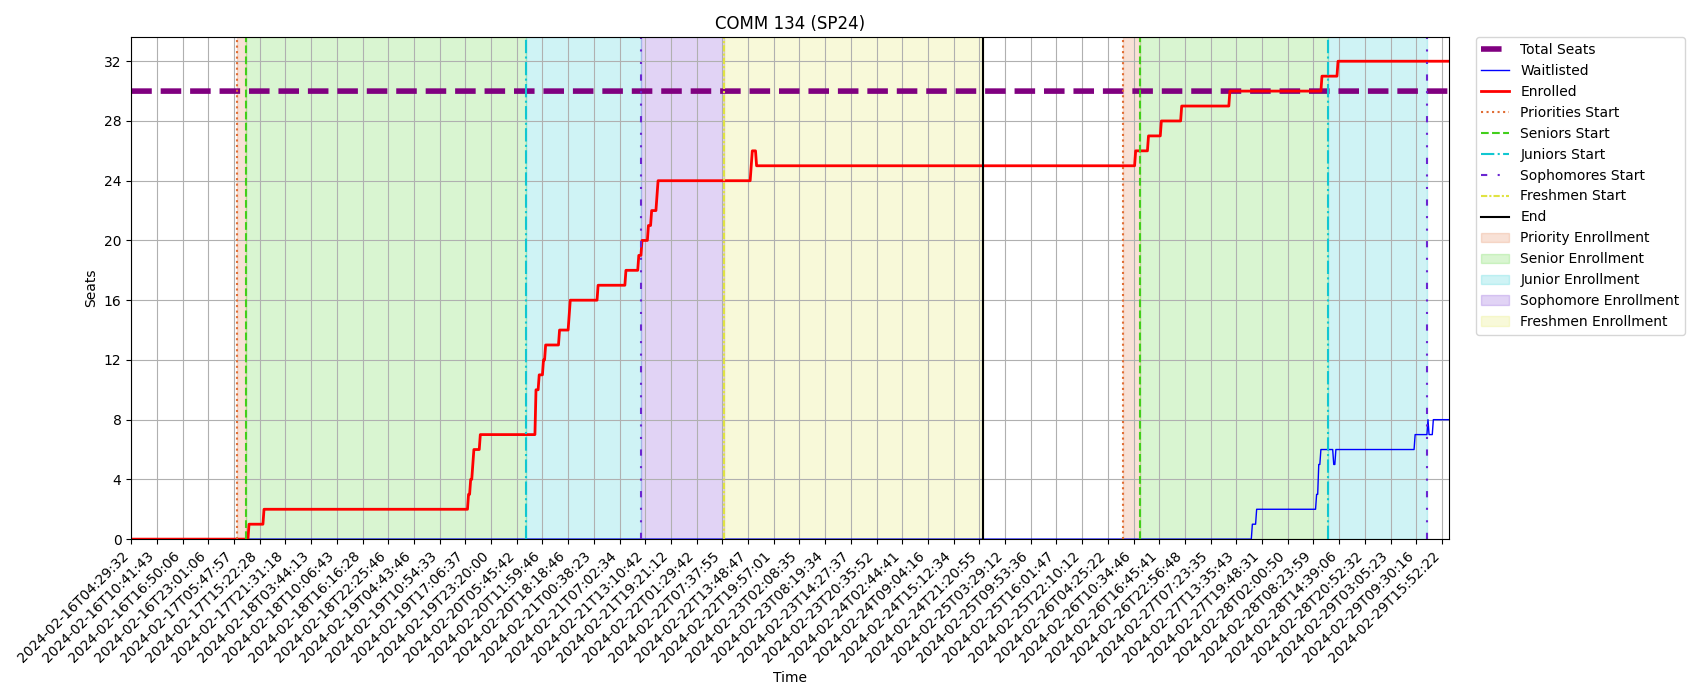 COMM 134 (SP24)
Seats
32
28
24
20
16
12
8
4
0
2024-02-16T04:29:32
2024-02-16T10:41:43
2024-02-16T16:50:06
2024-02-16T23:01:06
2024-02-17T05:47:57
2024-02-17T15:22:28
2024-02-17T21:31:18
2024-02-18T03:44:13
2024-02-18T10:06:43
2024-02-18T16:16:28
2024-02-18T22:25:46
2024-02-19T04:43:46
2024-02-19T10:54:33
2024-02-19T17:06:37
2024-02-19T23:20:00
2024-02-20T05:45:42
2024-02-20T11:59:46
2024-02-20T18:18:46
2024-02-21T00:38:23
2024-02-21T07:02:34
2024-02-21T13:10:42
2024-02-21T19:21:12
2024-02-22T01:29:42
2024-02-22T07:37:55
2024-02-22T13:47:47
2024-02-22T19:57:01
2024-02-23T02:08:35
2024-02-23T08:19:34
2024-02-23T14:27:37
2024-02-23T20:35:52
2024-02-24T02:44:41
2024-02-24T09:04:16
2024-02-24T15:12:34
2024-02-24T21:20:55
2024-02-25T03:29:12
2024-02-25T09:53:36
2024-02-25T16:01:47
2024-02-25T22:10:12
2024-02-26T04:25:22
2024-02-26T10:34:46
2024-02-26T16:45:41
2024-02-26T22:56:48
2024-02-27T07:23:35
2024-02-27T13:35:43
2024-02-27T19:48:31
2024-02-28T02:00:50
2024-02-28T08:23:59
2024-02-28T14:39:06
2024-02-28T20:52:32
2024-02-29T03:05:23
2024-02-29T09:30:16
2024-02-29T15:52:22
Time
Total Seats
Waitlisted
Enrolled
Priorities Start
Seniors Start
Juniors Start
Sophomores Start
Freshmen Start
End
Priority Enrollment
Senior Enrollment
Junior Enrollment
Sophomore Enrollment
Freshmen Enrollment